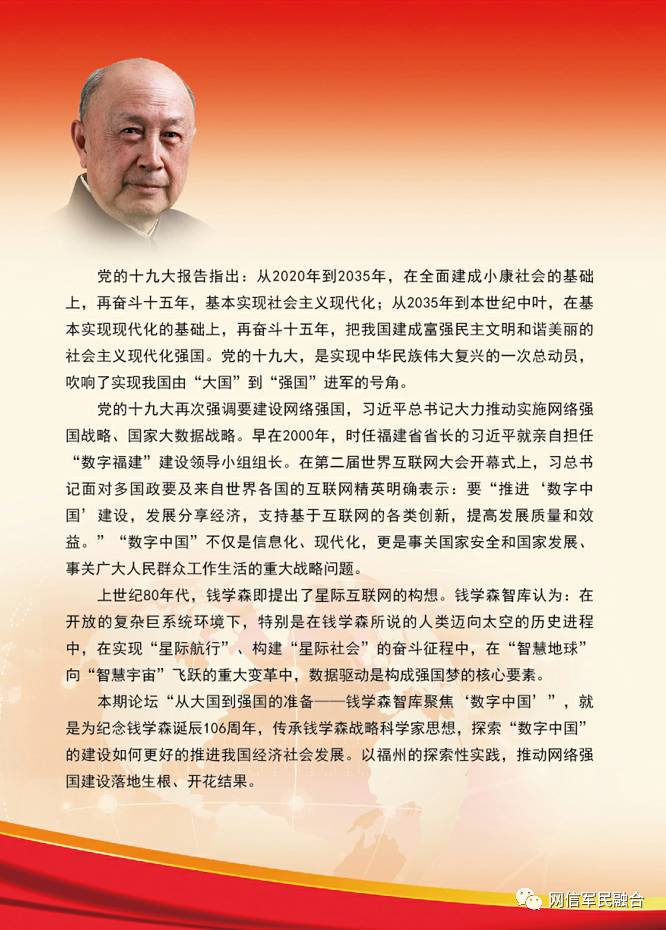 党的十九大报告指出：从2020年到2035年，在全面建成小康社会的基础
上，再奋斗十五年，基本实现社会主义现代化；从2035年到本世纪中叶，在基
本实现现代化的基础上，再奋斗十五年，把我国建成富强民主文明和谐美丽的
社会主义现代化强国。党的十九大，是实现中华民族伟大复兴的一次总动员，
吹响了实现我国由“大国”到“强国”进军的号角。
党的十九大再次强调要建设网络强国，习近平总书记大力推动实施网络强
国战略、国家大数据战略。早在2000年，时任福建省省长的习近平就亲自担任
“数字福建”建设领导小组组长。在第二届世界互联网大会开幕式上，习总书
记面对多国政要及来自世界各国的互联网精英明确表示：要“推进‘数字中
国’建设，发展分享经济，支持基于互联网的各类创新，提高发展质量和效
益。”“数字中国”不仅是信息化、现代化，更是事关国家安全和国家发展、
事关广大人民群众工作生活的重大战略问题。
上世纪80年代，钱学森即提出了星际互联网的构想。钱学森智库认为：在
开放的复杂巨系统环境下，特别是在钱学森所说的人类迈向太空的历史进程
中，在实现“星际航行”、构建“星际社会”的奋斗征程中，在“智慧地球”
向“智慧宇宙”飞跃的重大变革中，数据驱动是构成强国梦的核心要素。
本期论坛“从大国到强国的准备——钱学森智库聚焦‘数字中国’”，就
是为纪念钱学森诞辰106周年，传承钱学森战略科学家思想，探索“数字中国”
的建设如何更好的推进我国经济社会发展。以福州的探索性实践，推动网络强
国建设落地生根、开花结果。
网信军民融合